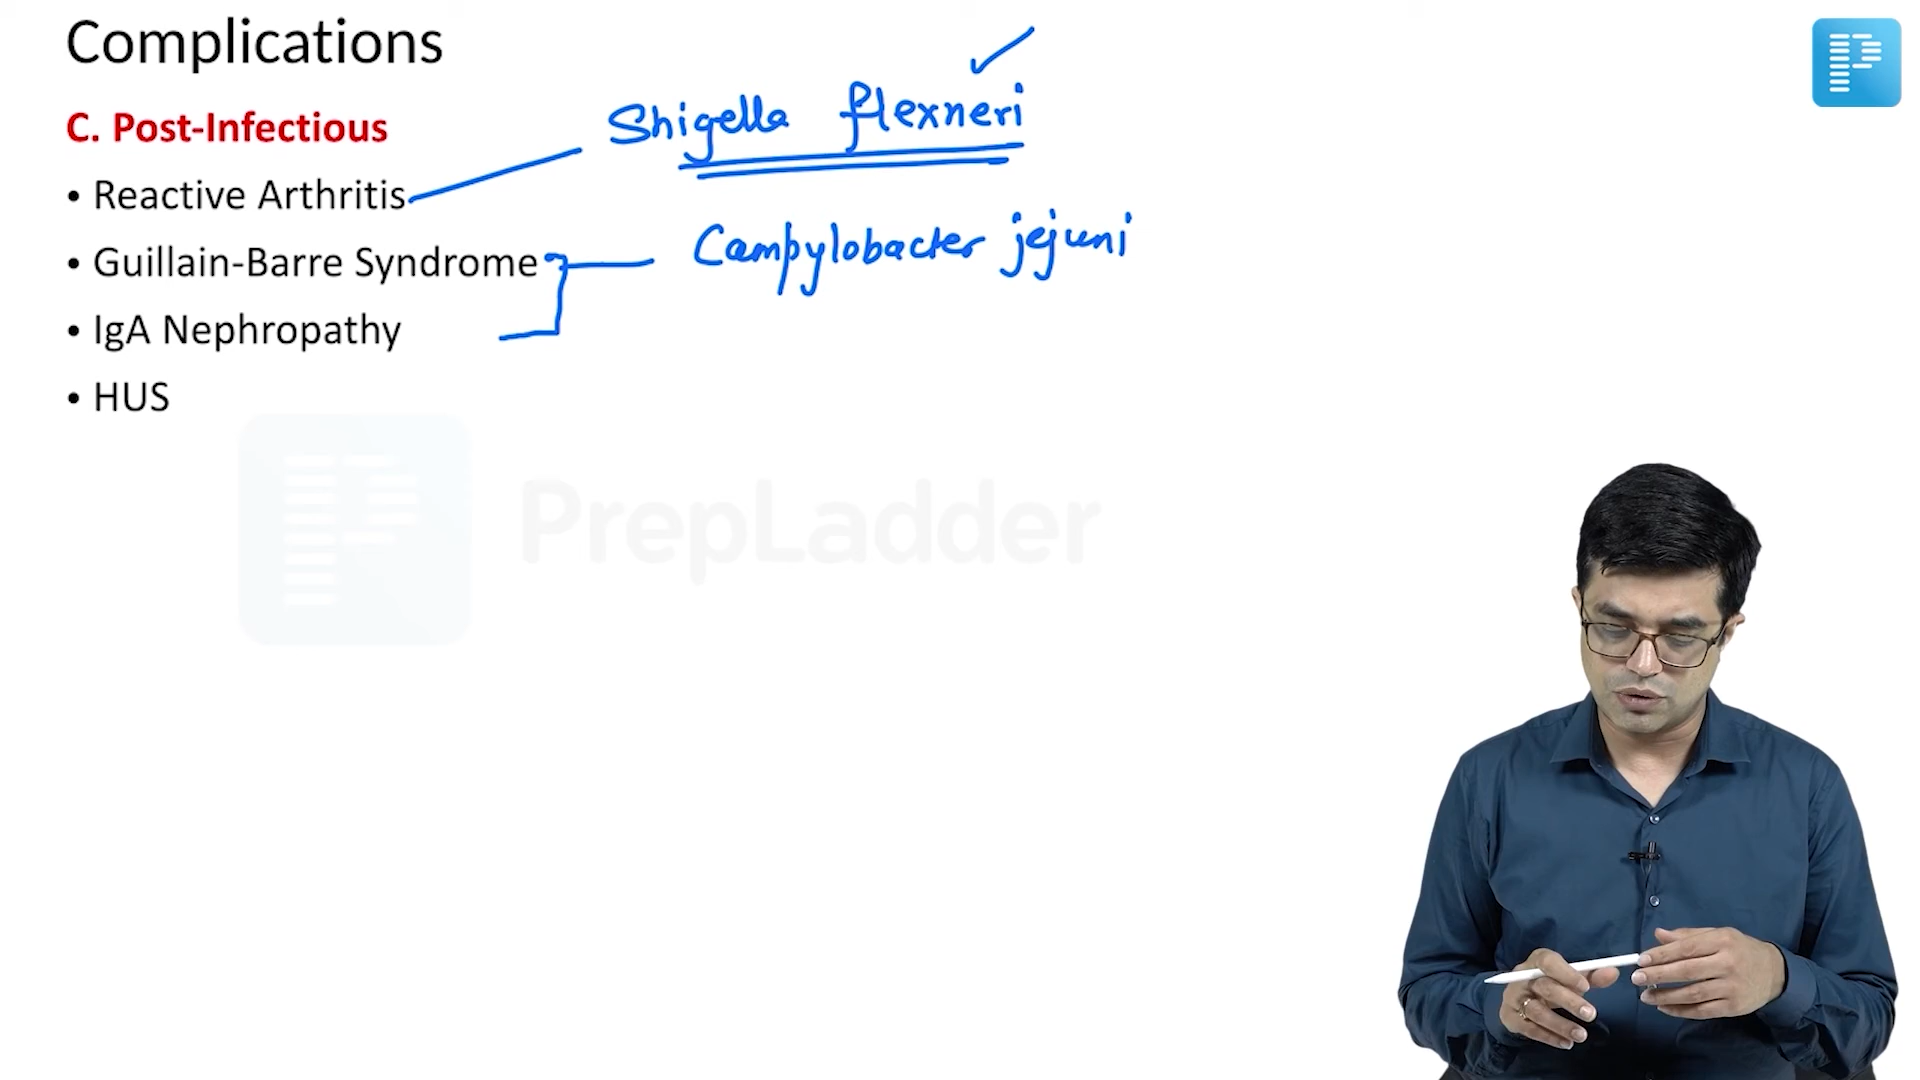 Complications
C. Post-Infectious
Shigella flexneri
• Reactive Arthritis
• Guillain-Barre Syndrome
Campylobacter jejuni
• IgA Nephropathy
• HUS
PrepLadder